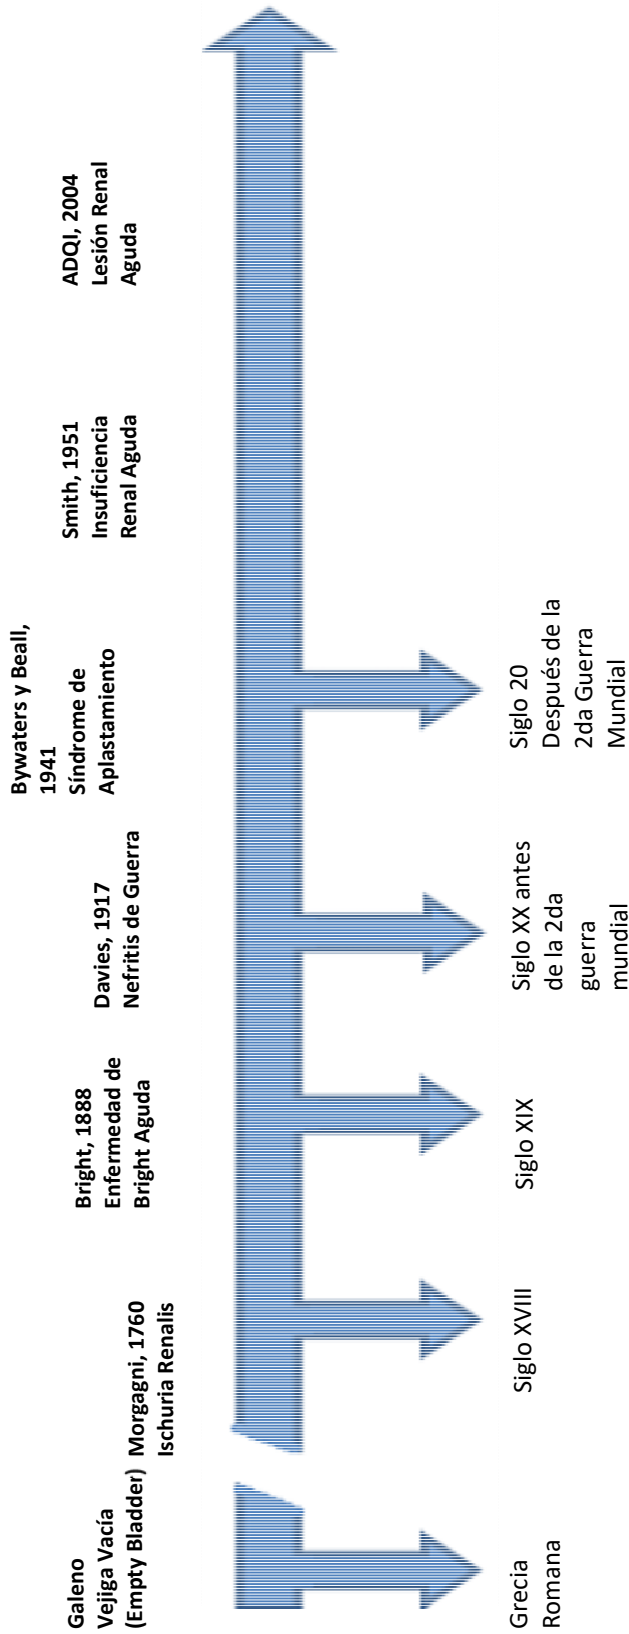 Galeno
Vejiga Vacía
(Empty Bladder)
Morgagni, 1760
Ischuria Renalis
Bright, 1888
Enfermedad de
Bright Aguda
Davies, 1917
Nefritis de Guerra
Bywaters y Beall,
1941
Síndrome de
Aplastamiento
Smith, 1951
Insuficiencia
Renal Aguda
ADQI, 2004
Lesión Renal
Aguda
Grecia
Romana
Siglo XVIII
Siglo XIX
Siglo XX antes
de la 2da
guerra
mundial
Siglo 20
Después de la
2da Guerra
Mundial